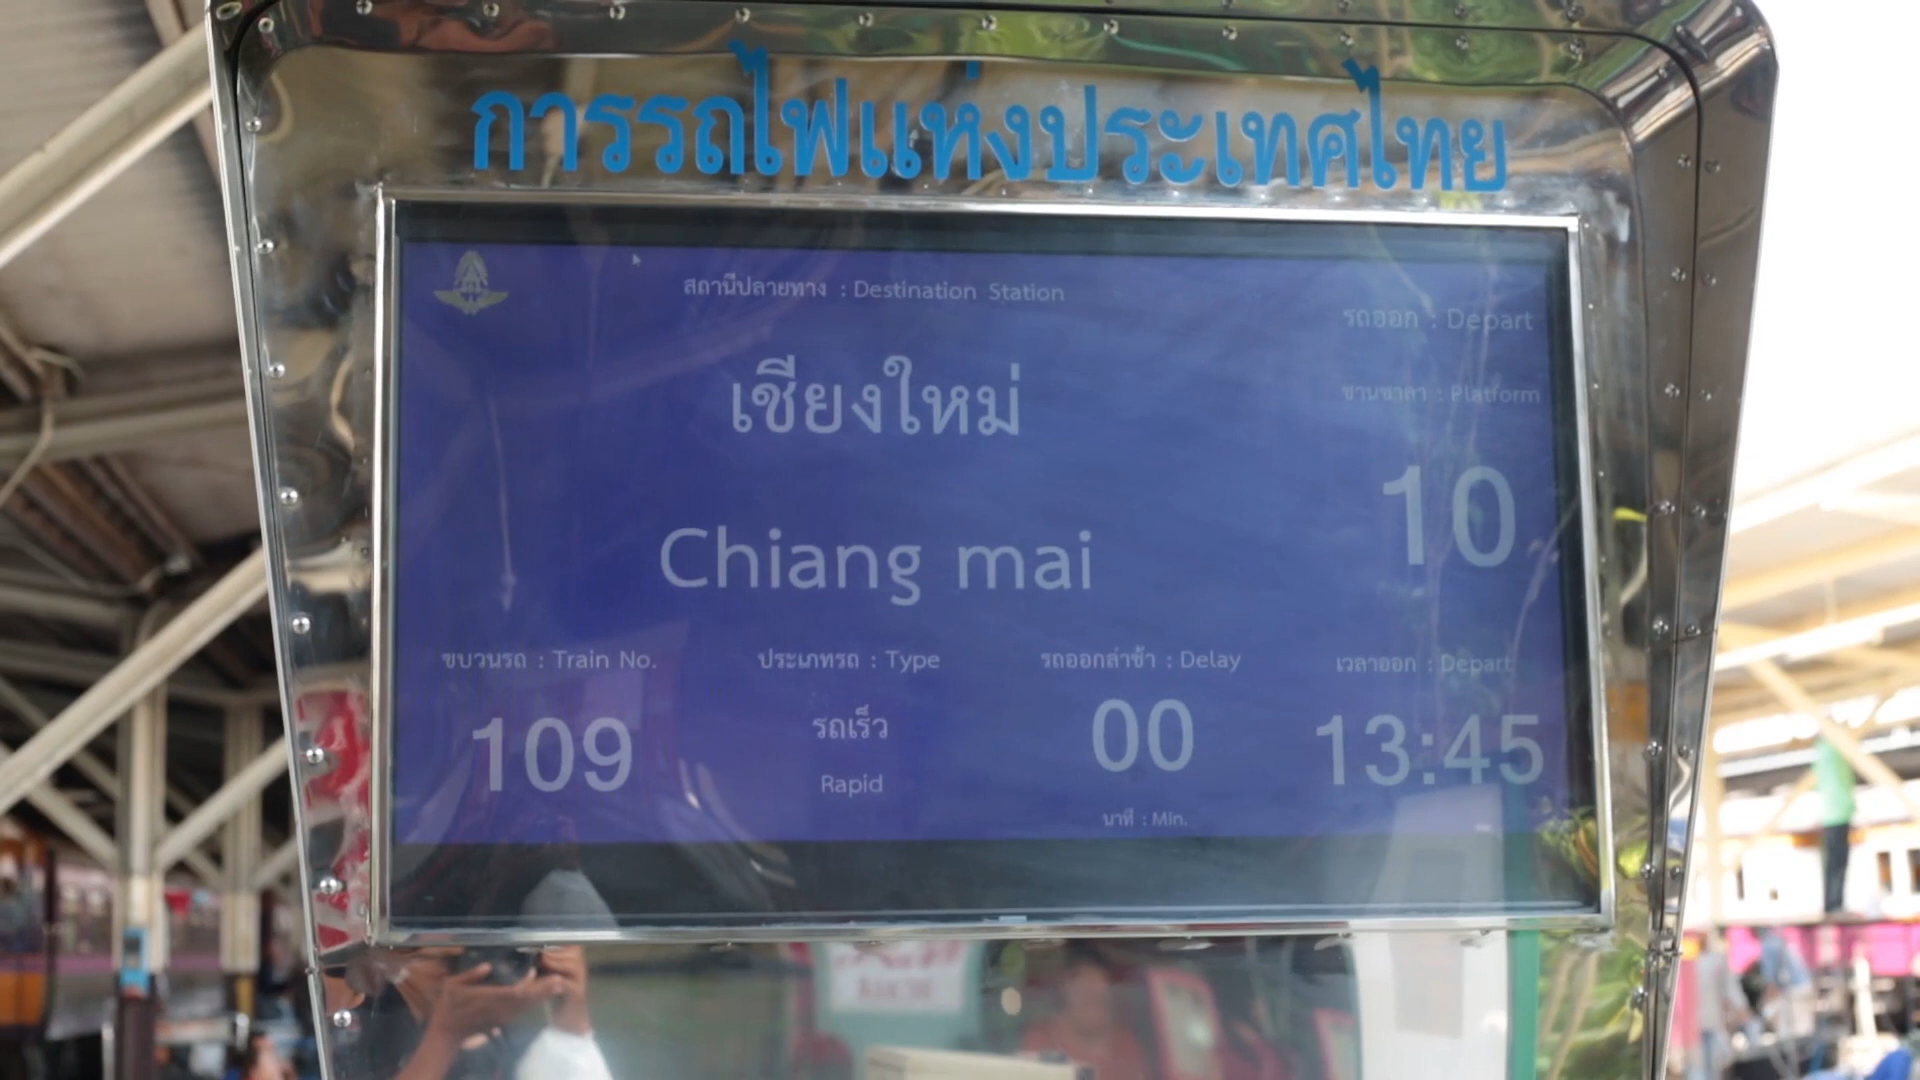 การรถไฟแห่งประเทศไทย
สถานีปลายทาง : Destination Station
รถออก : Depart
เชียงใหม่
ชานชาลา : Platform
10
Chiang mai
ขบวนรถ : Train No.
ประเภทรถ : Type
รถออกล่าช้า : Delay
เวลาออก : Depart
109
รถเร็ว
00
13:45
Rapid
นาที : Min.